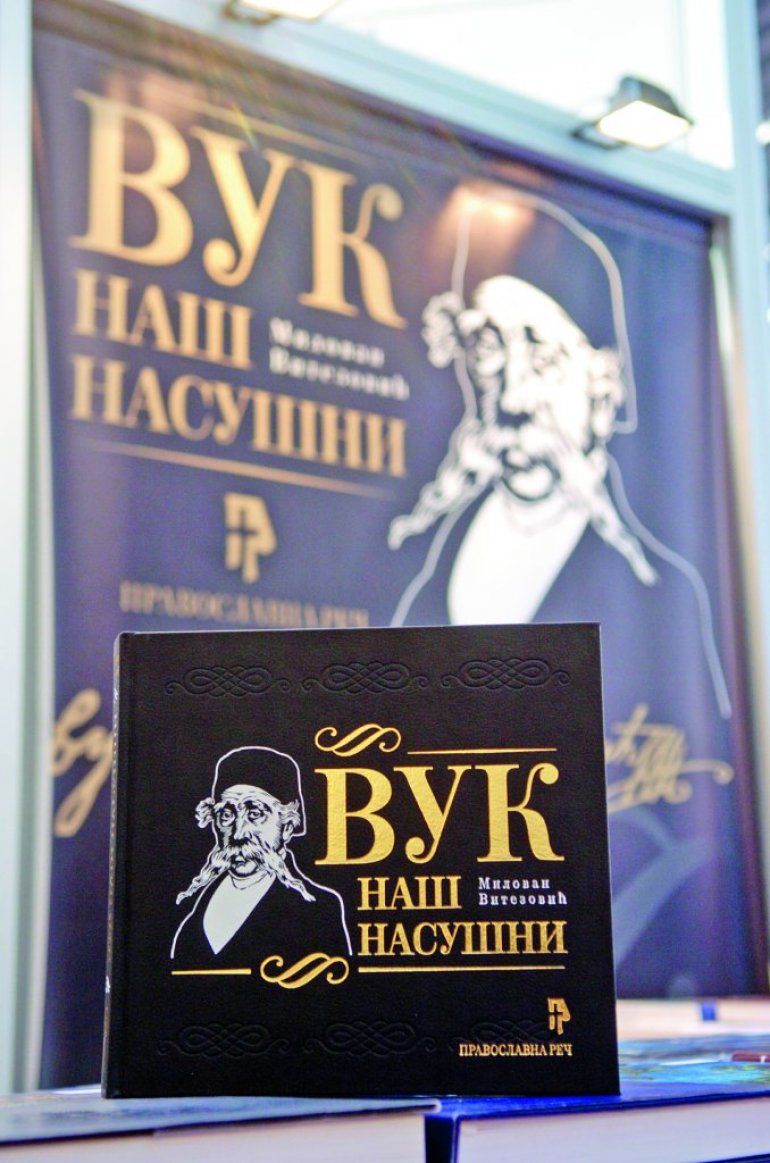 ВУК
НАШ
Милован
Витезовић
НАСУШНИ
ПРАВОСЛАВНА РЕЧ
ВУК
НАШ
Милован
Витезовић
НАСУШНИ
ПРАВОСЛАВНА РЕЧ